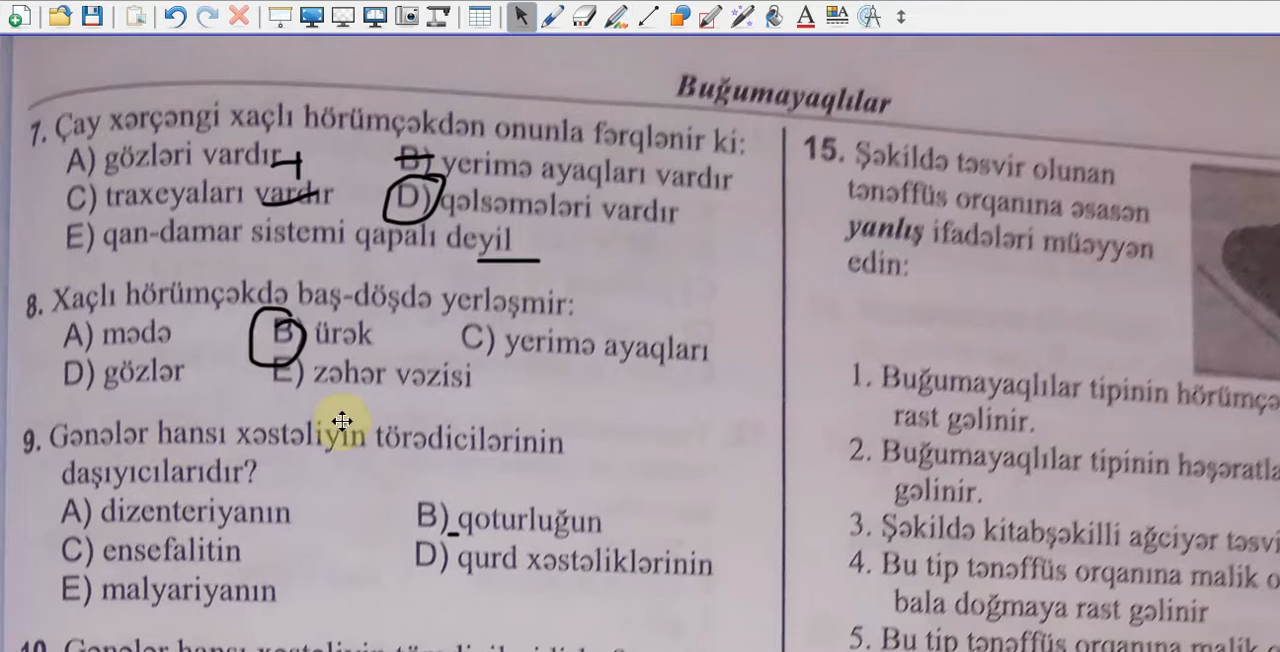 Buğumayaqlılar
7. Çay xərçəngi xaçlı hörümçəkdən onunla fərqlənir ki:
A) gözləri vardır
B) yerimə ayaqları vardır
C) traxeyaları vardır
D) qəlsəmələri vardır
E) qan-damar sistemi qapalı deyil
8. Xaçlı hörümçəkdə baş-döşdə yerləşmir:
A) mədə
B) ürək
C) yerimə ayaqları
D) gözlər
E) zəhər vəzisi
9. Gənələr hansı xəstəliyin törədicilərinin
daşıyıcılarıdır?
A) dizenteriyanın
B) qoturluğun
C) ensefalitin
D) qurd xəstəliklərinin
E) malyariyanın
15. Şəkildə təsvir olunan
tənəffüs orqanına əsasən
yanlış ifadələri müəyyən
edin:
1. Buğumayaqlılar tipinin
rast gəlinir.
2. Buğumayaqlılar tipinin
gəlinir.
3. Şəkildə kitabşəkilli ağciyər
4. Bu tip tənəffüs orqanına malik
bala doğmaya rast gəlinir
5. Bu tip tənəffüs orqanına malik